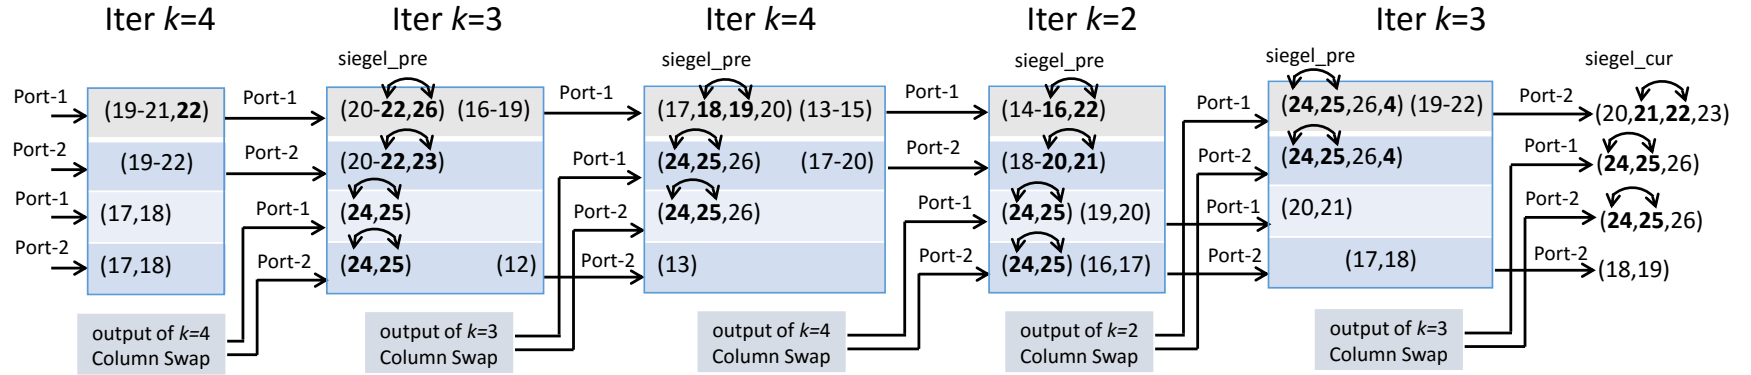 Iter k=4 Iter k=3 Iter k=4 Iter k=2 Iter k=3
siegel_pre siegel_pre siegel_pre siegel_pre siegel_cur
Port-1 (19-21,22) Port-1 (20-22,26) (16-19) Port-1 (17,18,19,20) (13-15) Port-1 (14-16,22) Port-1 (24,25,26,4) (19-22) Port-2 (20,21,22,23)
Port-2 (19-22) Port-2 (20-22,23) Port-1 (24,25,26) (17-20) Port-2 (18-20,21) Port-2 (24,25,26,4) Port-1 (24,25,26)
Port-1 (17,18) Port-1 (24,25) Port-2 (24,25,26) Port-1 (24,25) (19,20) Port-1 (20,21) Port-2 (24,25,26)
Port-2 (17,18) Port-2 (24,25) (12) Port-2 (13) Port-2 (24,25) (16,17) Port-2 (17,18) Port-2 (18,19)
output of k=4 output of k=3 output of k=4 output of k=2 output of k=3
Column Swap Column Swap Column Swap Column Swap Column Swap